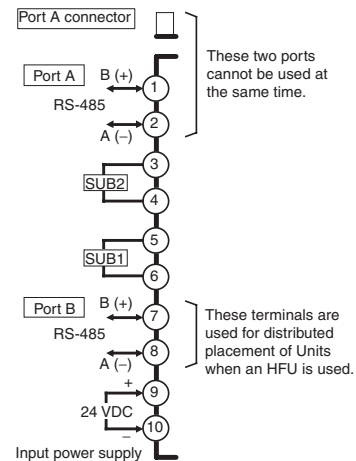 Port A connector
These two ports
cannot be used at
the same time.
Port A
B (+)
RS-485
A (−)
1
2
SUB2
3
4
SUB1
5
6
Port B
B (+)
RS-485
A (−)
7
8
These terminals are
used for distributed
placement of Units
when an HFU is used.
+
9
24 VDC
−
10
Input power supply